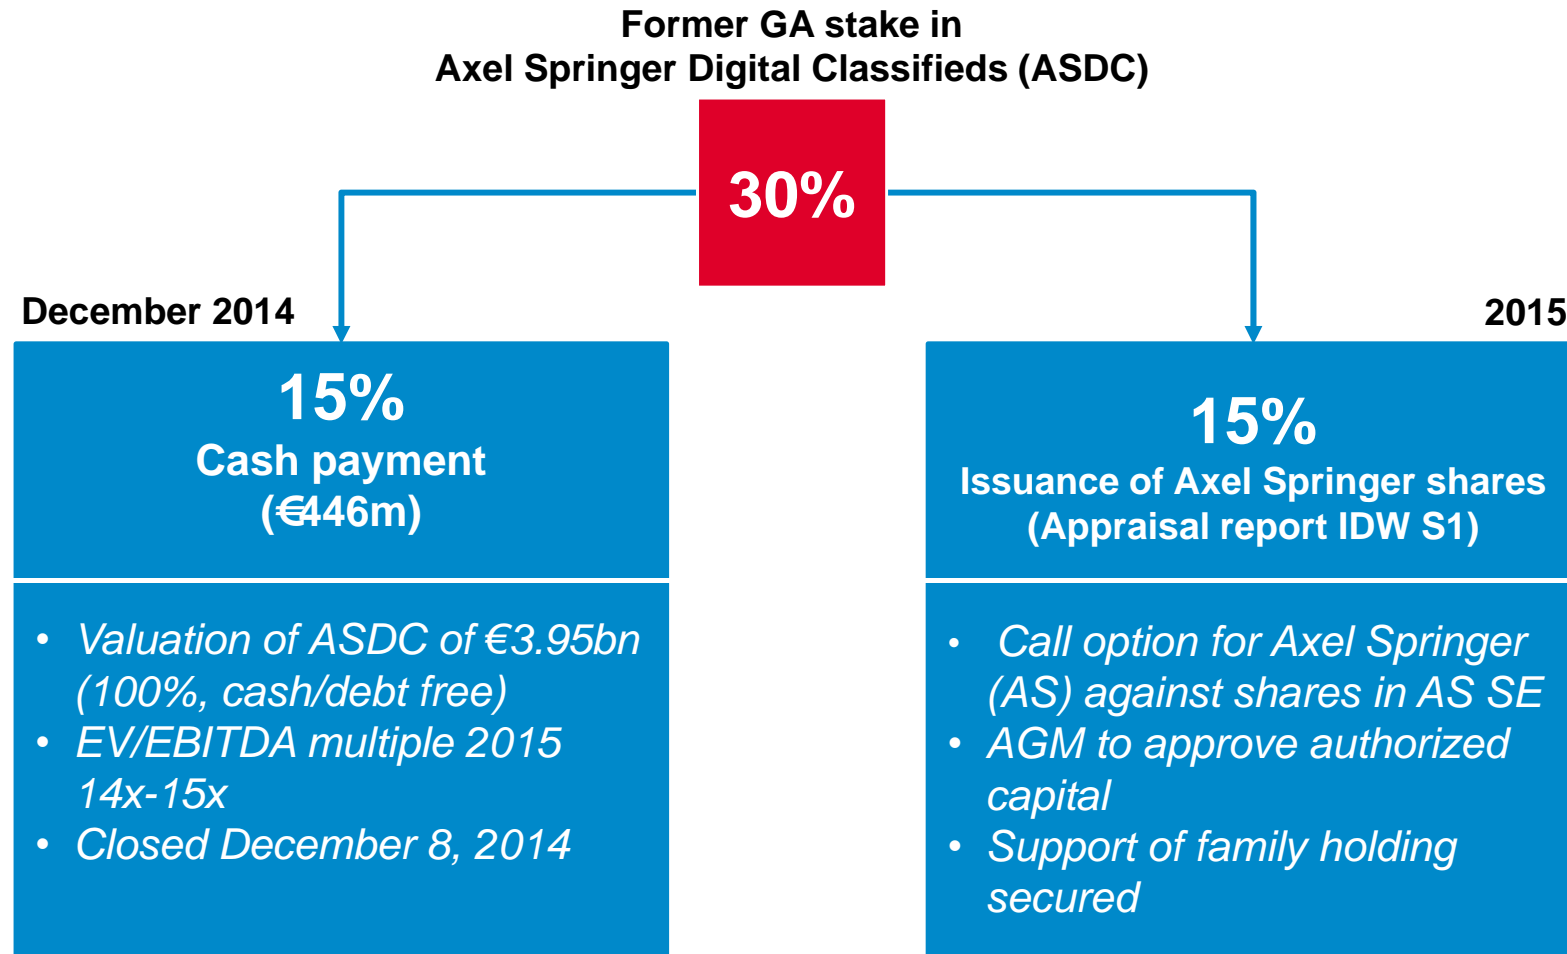 Former GA stake in
Axel Springer Digital Classifieds (ASDC)
30%
December 2014
15%
Cash payment
(€446m)
• Valuation of ASDC of €3.95bn
(100%, cash/debt free)
• EV/EBITDA multiple 2015
14x-15x
• Closed December 8, 2014
2015
15%
Issuance of Axel Springer shares
(Appraisal report IDW S1)
• Call option for Axel Springer
(AS) against shares in AS SE
• AGM to approve authorized
capital
• Support of family holding
secured